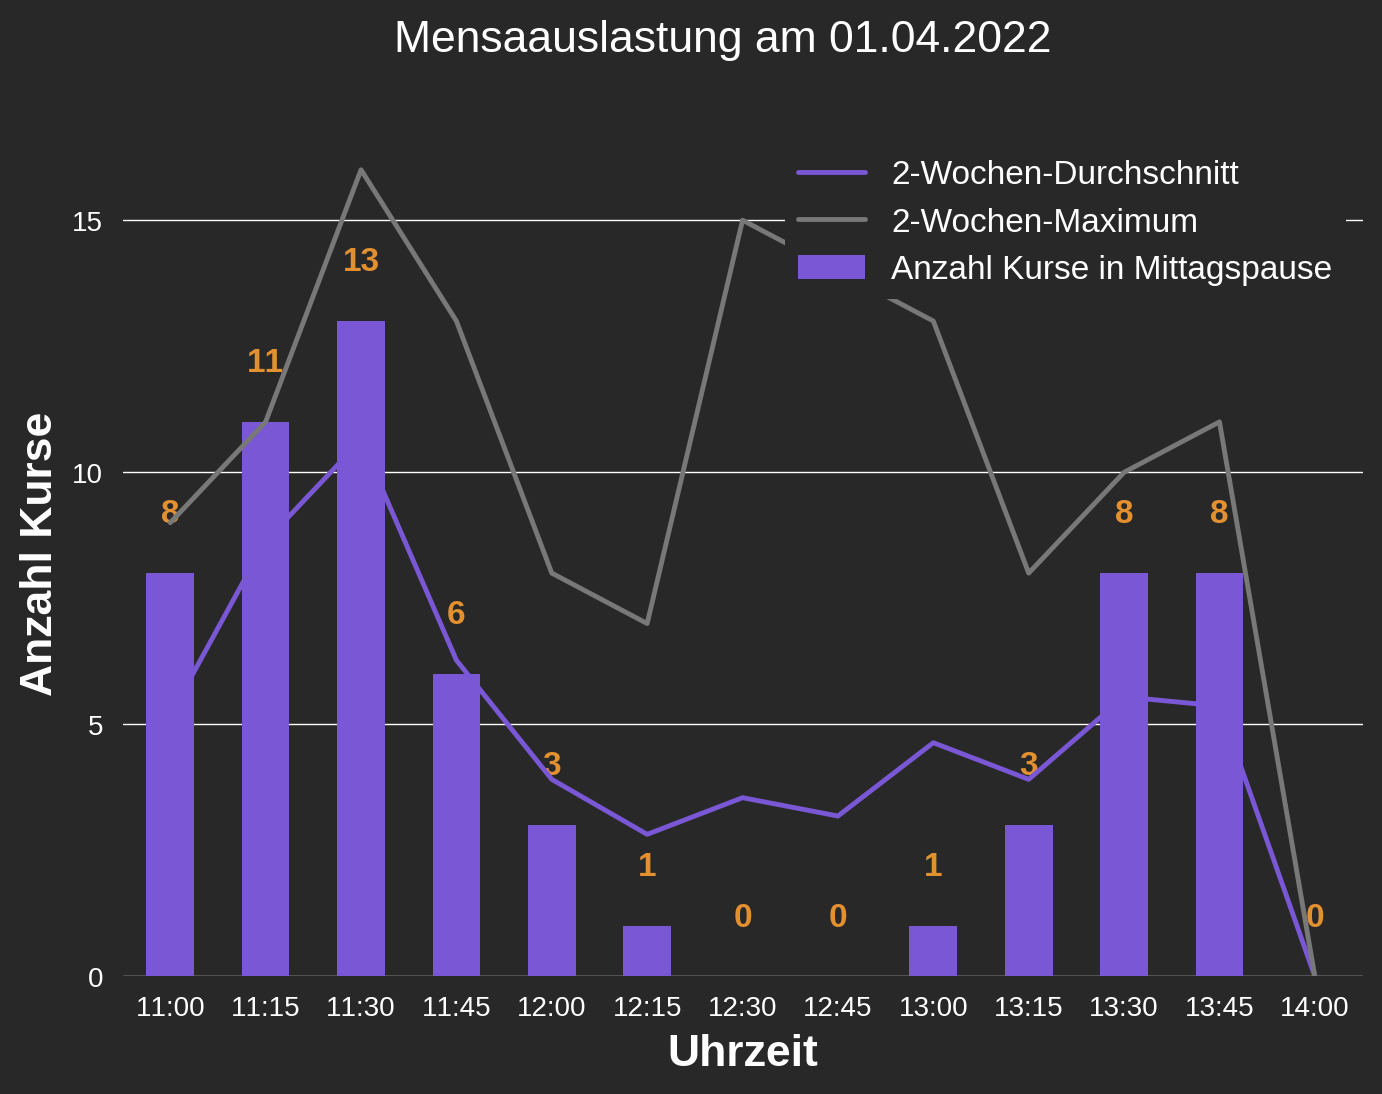 Mensaauslastung am 01.04.2022
2-Wochen-Durchschnitt
2-Wochen-Maximum
Anzahl Kurse in Mittagspause
Anzahl Kurse
15
10
5
0
8
11
13
6
3
1
0
0
1
3
8
8
0
11:00 11:15 11:30 11:45 12:00 12:15 12:30 12:45 13:00 13:15 13:30 13:45 14:00
Uhrzeit